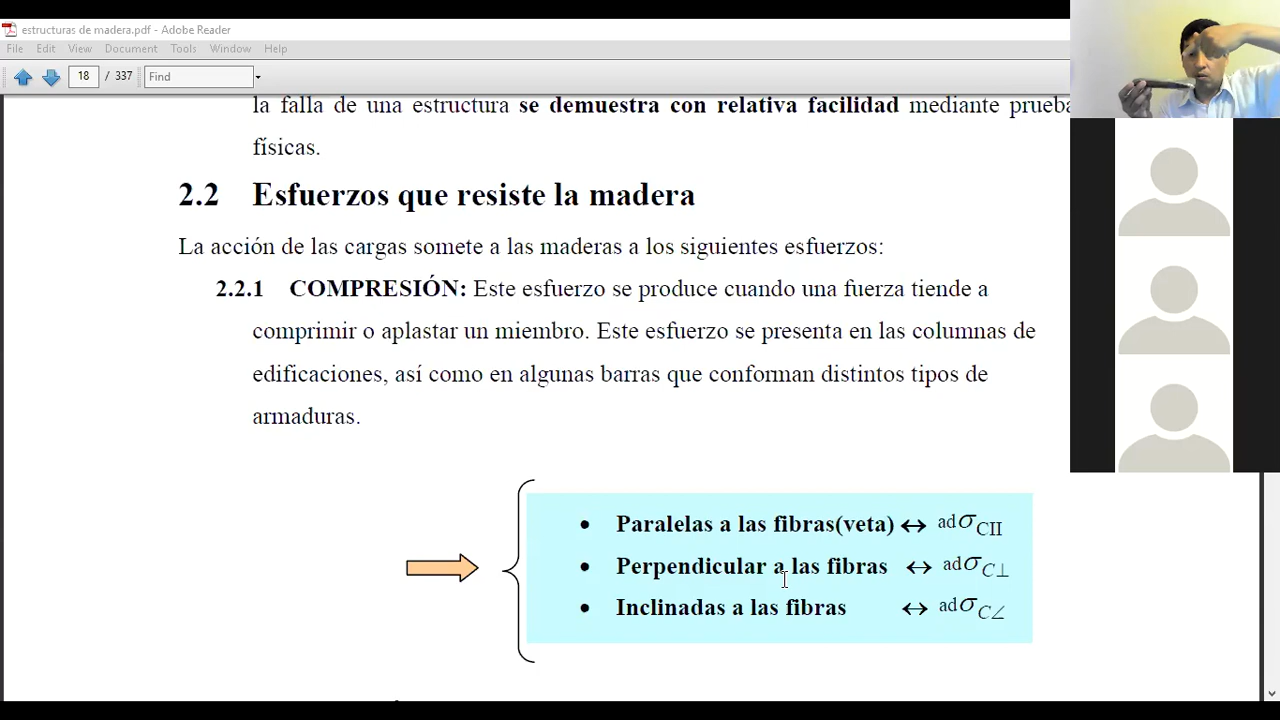 estructuras de madera.pdf - Adobe Reader
File Edit View Document Tools Window Help
18 / 337 Find
la falla de una estructura se demuestra con relativa facilidad mediante prueba
físicas.
2.2 Esfuerzos que resiste la madera
La acción de las cargas somete a las maderas a los siguientes esfuerzos:
2.2.1 COMPRESIÓN: Este esfuerzo se produce cuando una fuerza tiende a
comprimir o aplastar un miembro. Este esfuerzo se presenta en las columnas de
edificaciones, así como en algunas barras que conforman distintos tipos de
armaduras.
• Paralelas a las fibras(veta) ↔ adσCII
• Perpendicular a las fibras ↔ adσC⊥
• Inclinadas a las fibras ↔ adσC∠